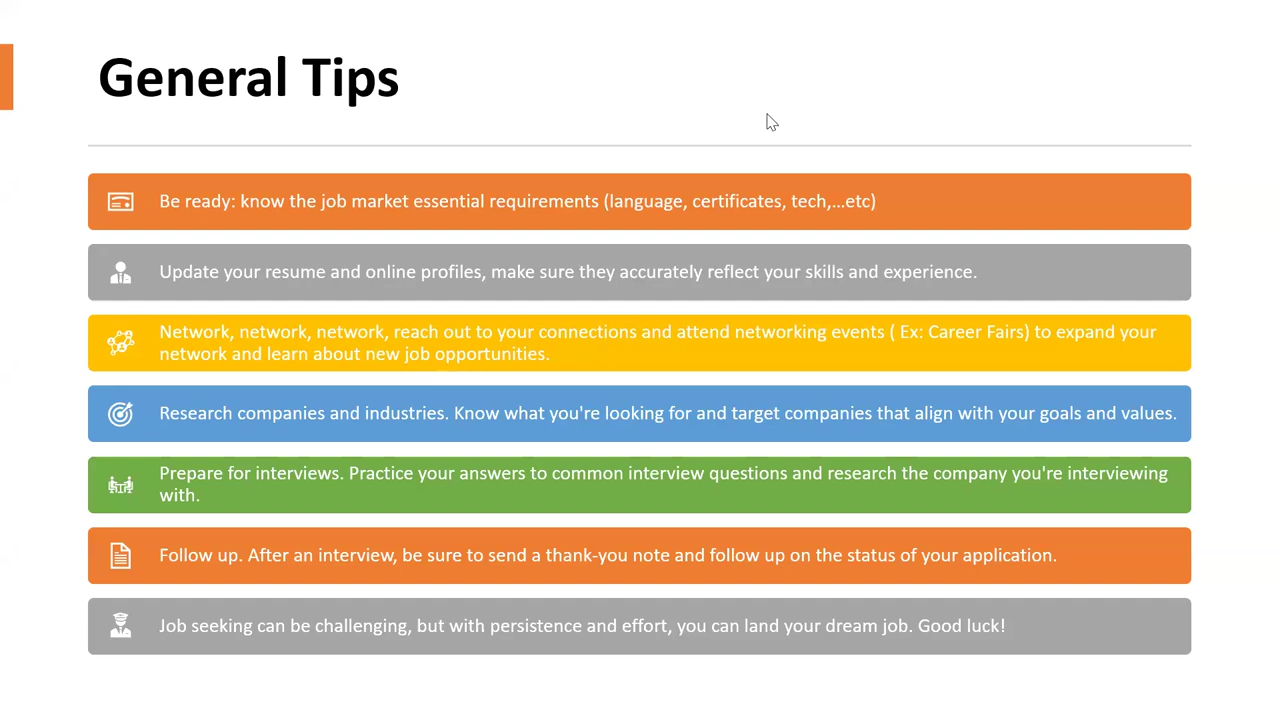 General Tips
Be ready: know the job market essential requirements (language, certificates, tech,...etc)
Update your resume and online profiles, make sure they accurately reflect your skills and experience.
Network, network, network, reach out to your connections and attend networking events ( Ex: Career Fairs) to expand your
network and learn about new job opportunities.
Research companies and industries. Know what you're looking for and target companies that align with your goals and values.
Prepare for interviews. Practice your answers to common interview questions and research the company you're interviewing
with.
Follow up. After an interview, be sure to send a thank-you note and follow up on the status of your application.
Job seeking can be challenging, but with persistence and effort, you can land your dream job. Good luck!